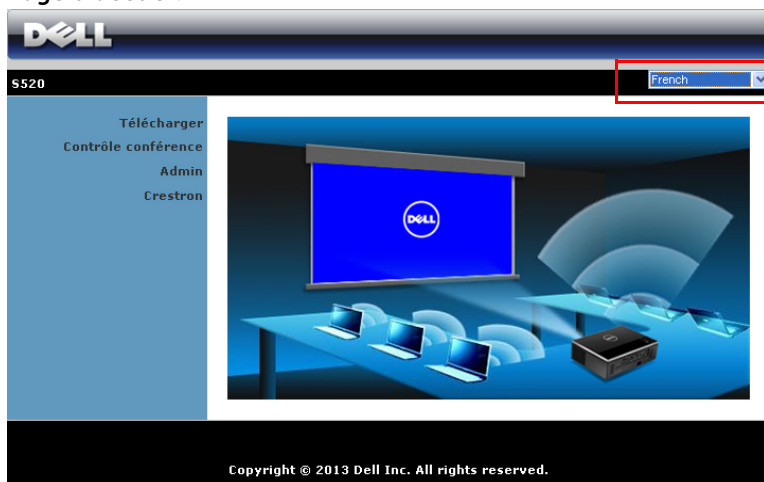 DELL
S520
French
Télécharger
Contrôle conférence
Admin
Crestron
DELL
Copyright © 2013 Dell Inc. All rights reserved.